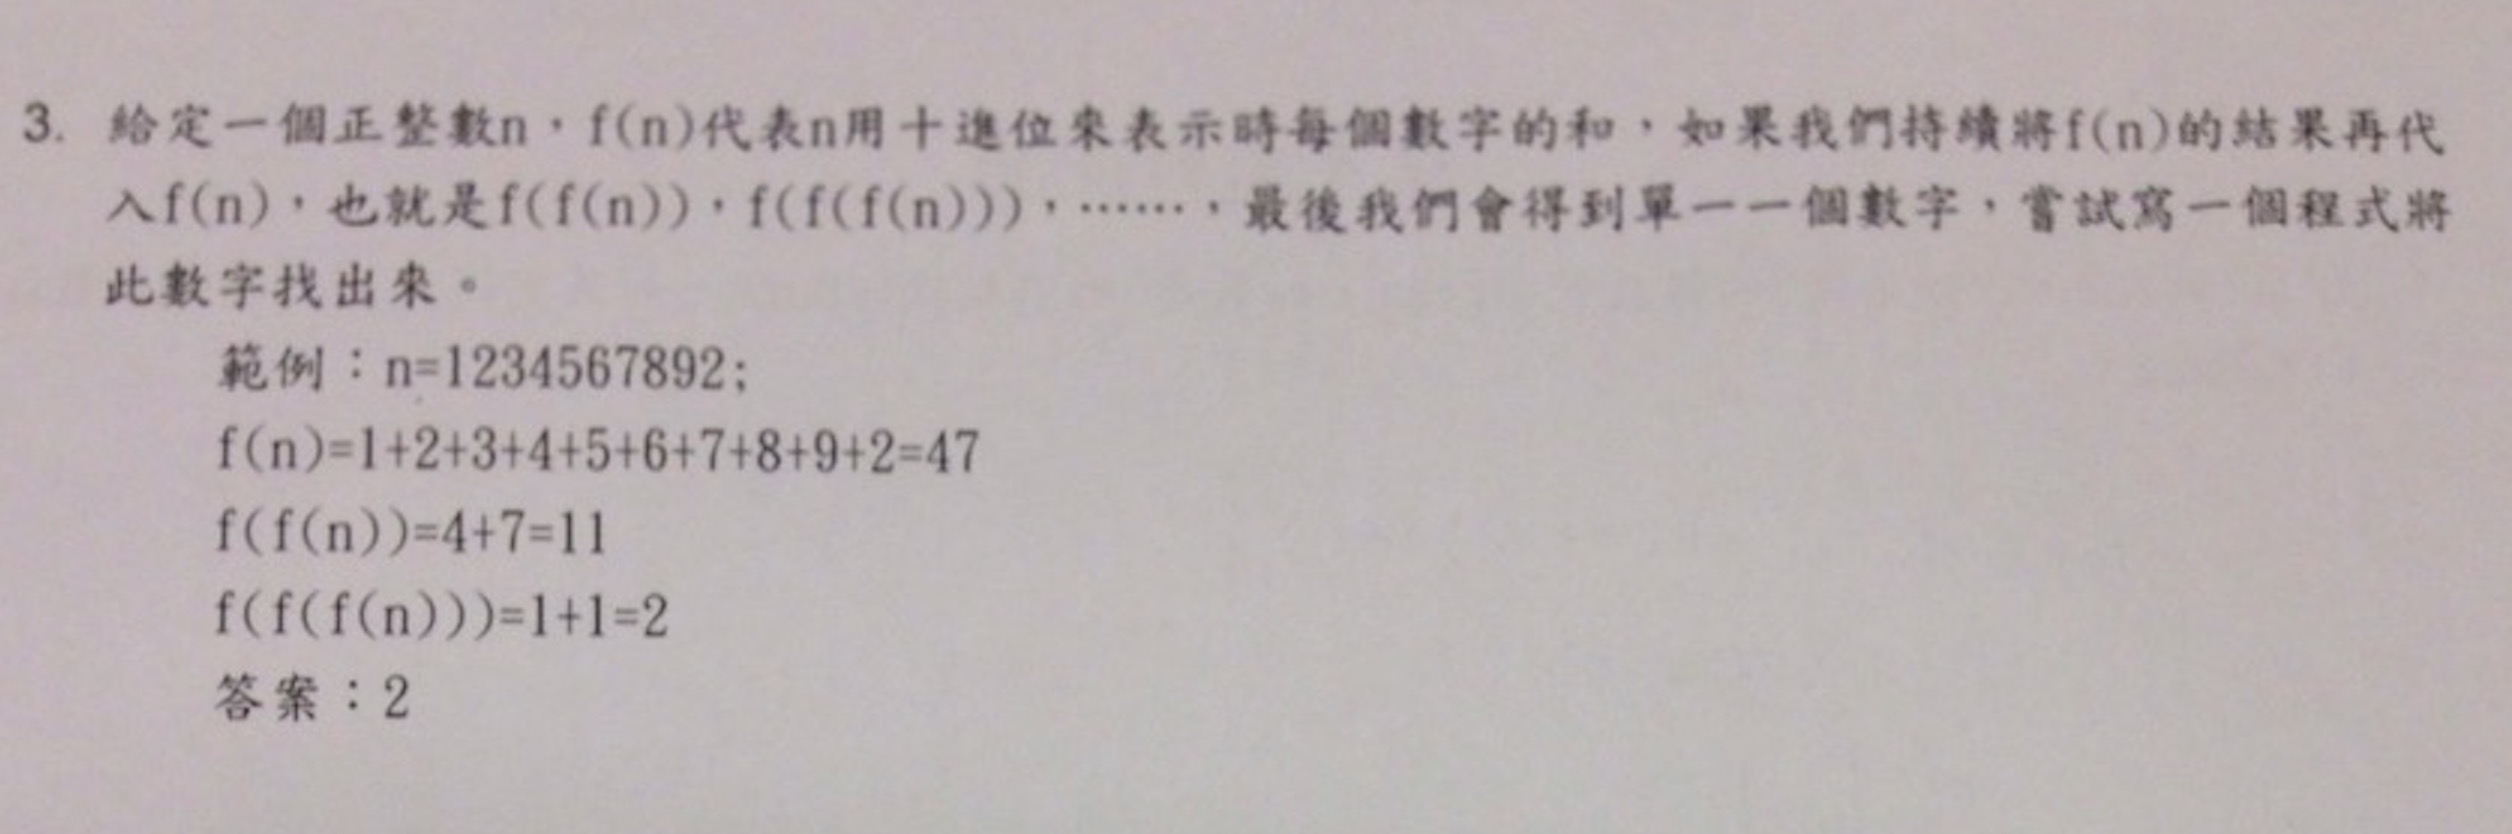 3. 給定一個正整數n,f(n)代表n用十進位來表示時每個數字的和,如果我們持續將f(n)的結果再代
入f(n),也就是f(f(n)),f(f(f(n))),……,最後我們會得到單一一個數字,嘗試寫一個程式將
此數字找出來。
範例:n=1234567892;
f(n)=1+2+3+4+5+6+7+8+9+2=47
f(f(n))=4+7=11
f(f(f(n)))=1+1=2
答案:2